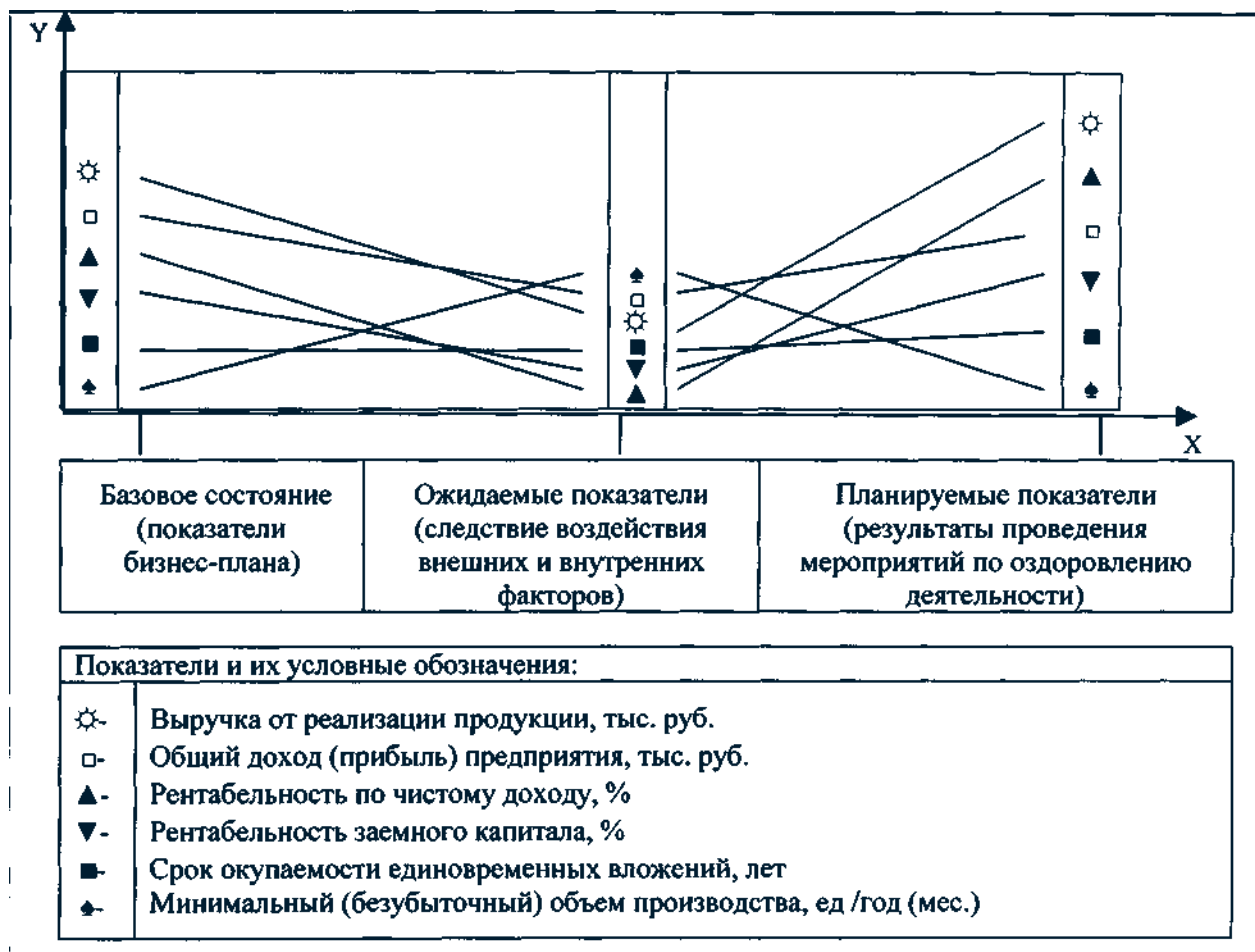 Y
X
Базовое состояние
(показатели
бизнес-плана)
Ожидаемые показатели
(следствие воздействия
внешних и внутренних
факторов)
Планируемые показатели
(результаты проведения
мероприятий по оздоровлению
деятельности)
Показатели и их условные обозначения:
Выручка от реализации продукции, тыс. руб.
Общий доход (прибыль) предприятия, тыс. руб.
Рентабельность по чистому доходу, %
Рентабельность заемного капитала, %
Срок окупаемости единовременных вложений, лет
Минимальный (безубыточный) объем производства, ед /год (мес.)